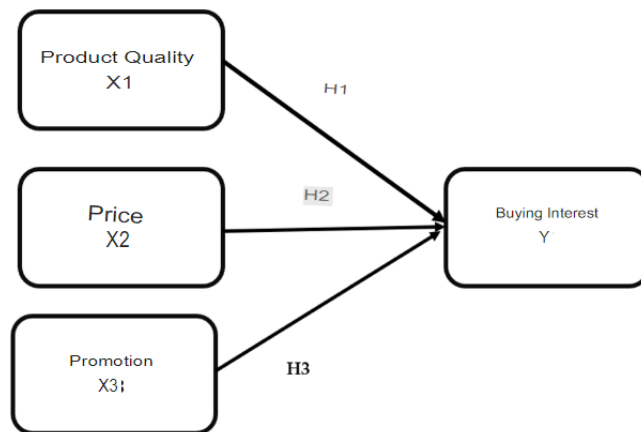 Product Quality
X1
H1
Price
X2
H2
Buying Interest
Y
Promotion
X3:
H3